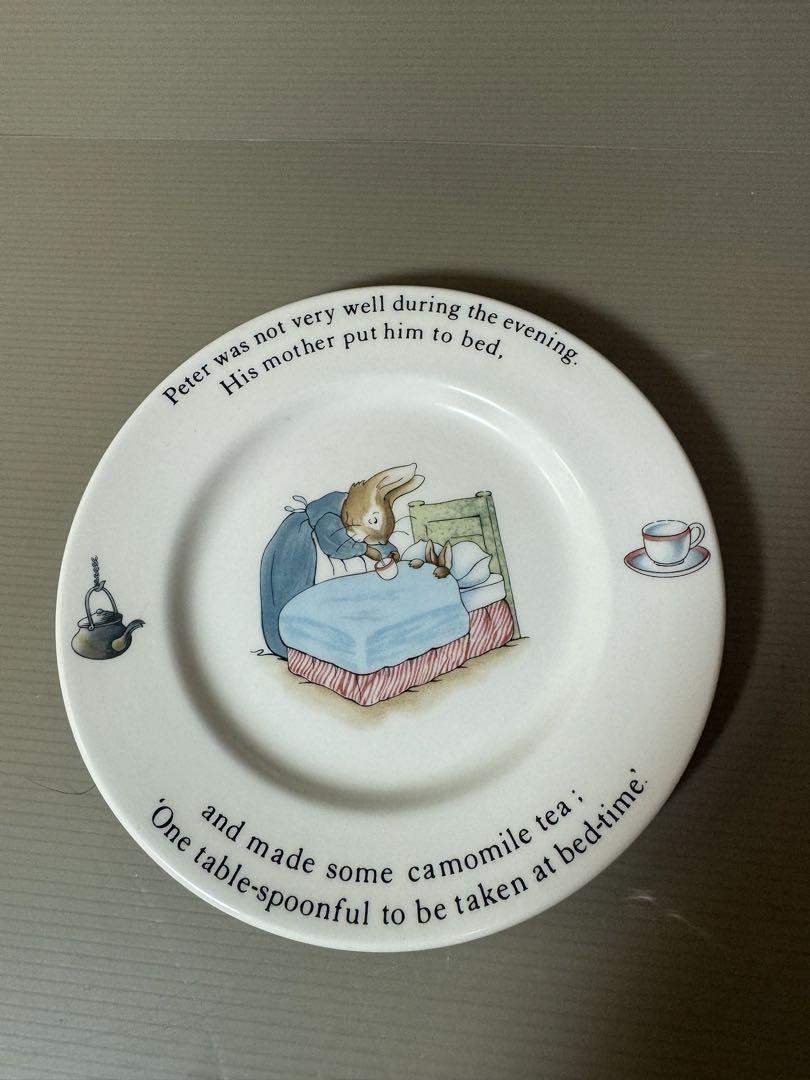 Peter was not very well during the evening.
His mother put him to bed,
and made some camomile tea;
'One table-spoonful to be taken at bed-time.'